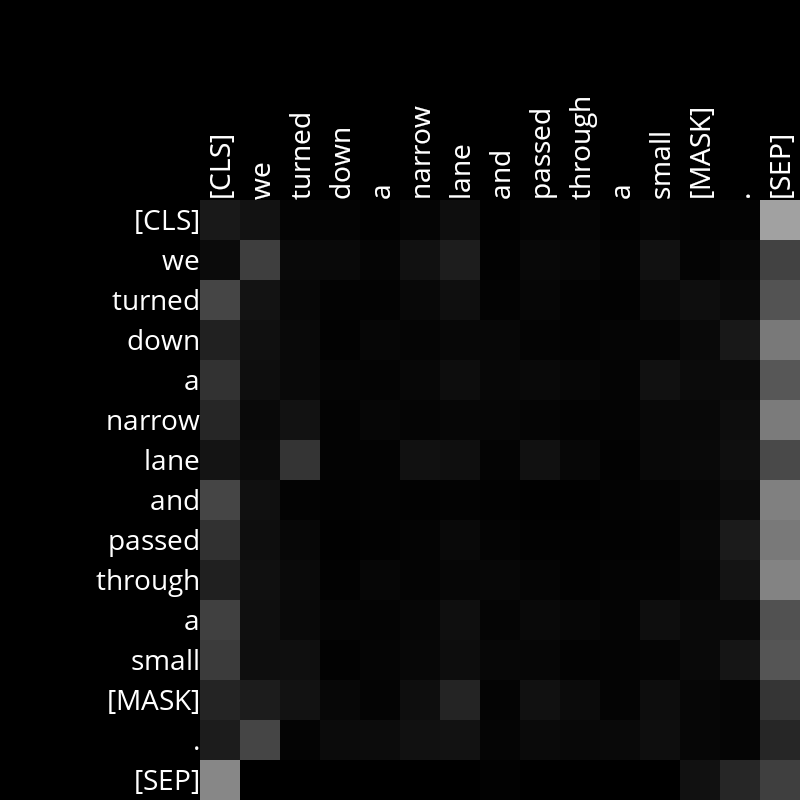 [CLS] we turned down a narrow lane and passed through a small [MASK] . [SEP]
[CLS]
we
turned
down
a
narrow
lane
and
passed
through
a
small
[MASK]
.
[SEP]